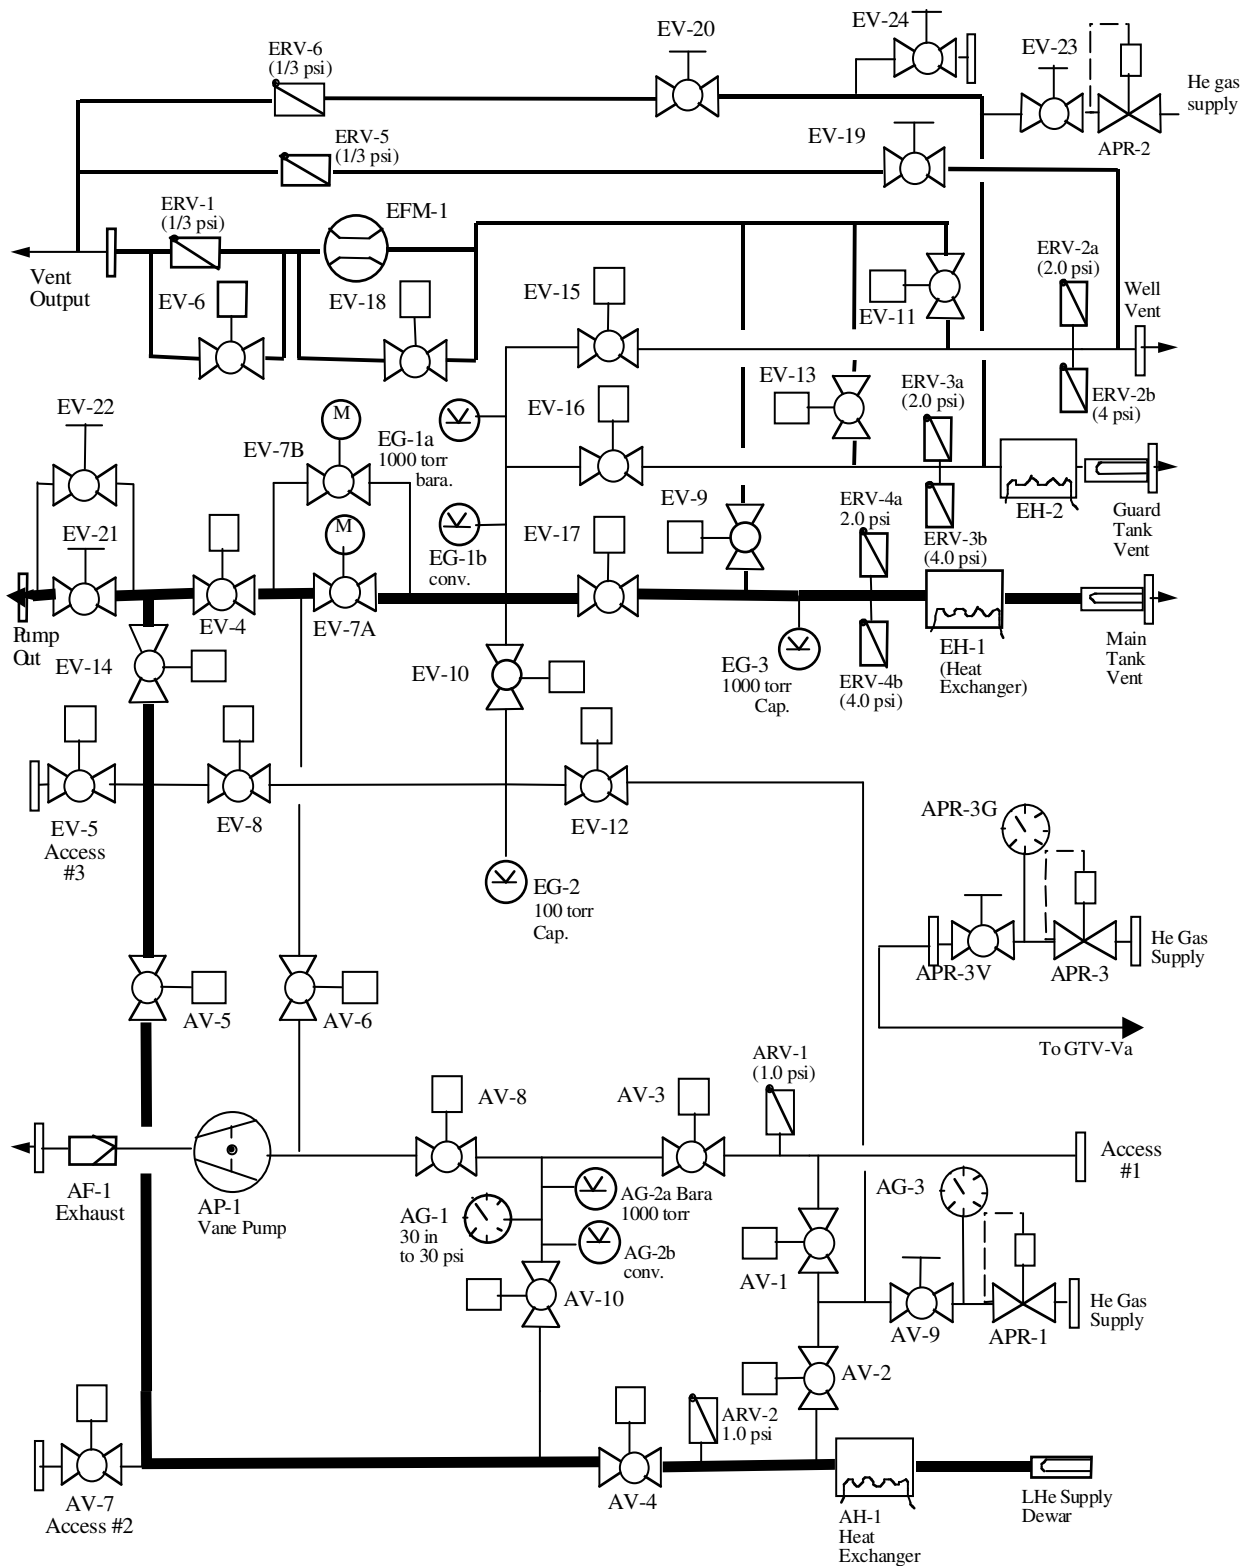 EV-24
EV-20
ERV-6
(1/3 psi)
EV-23
He gas
supply
APR-2
ERV-5
(1/3 psi)
EV-19
ERV-1
(1/3 psi)
EFM-1
Vent
Output
EV-6
EV-18
EV-15
EV-11
ERV-2a
(2.0 psi)
Well
Vent
EV-22
EV-7B
M
EG-1a
1000 torr
bara.
EV-16
EV-13
ERV-3a
(2.0 psi)
ERV-2b
(4 psi)
EV-21
M
EG-1b
conv.
EV-17
EV-9
ERV-4a
2.0 psi
ERV-3b
(4.0 psi)
EH-2
Guard
Tank
Vent
Pump
Out
EV-4
EV-7A
EV-14
EV-10
EG-3
1000 torr
Cap.
ERV-4b
(4.0 psi)
EH-1
(Heat
Exchanger)
Main
Tank
Vent
EV-5
Access
#3
EV-8
EV-12
APR-3G
EG-2
100 torr
Cap.
APR-3V
APR-3
He Gas
Supply
AV-5
AV-6
To GTV-Va
ARV-1
(1.0 psi)
AV-8
AV-3
AF-1
Exhaust
AP-1
Vane Pump
AG-1
30 in
to 30 psi
AG-2a Bara
1000 torr
AG-2b
conv.
AG-3
Access
#1
AV-1
AV-10
AV-9
APR-1
He Gas
Supply
AV-2
ARV-2
1.0 psi
AV-7
Access #2
AV-4
AH-1
Heat
Exchanger
LHe Supply
Dewar